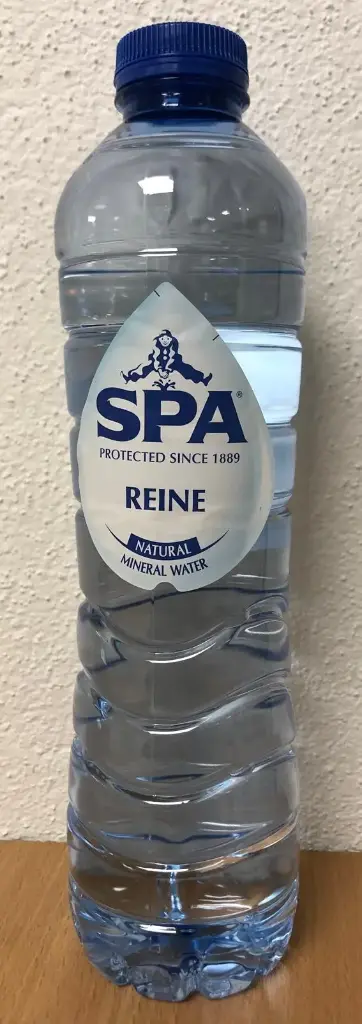 SPA®
PROTECTED SINCE 1889
REINE
NATURAL
MINERAL WATER